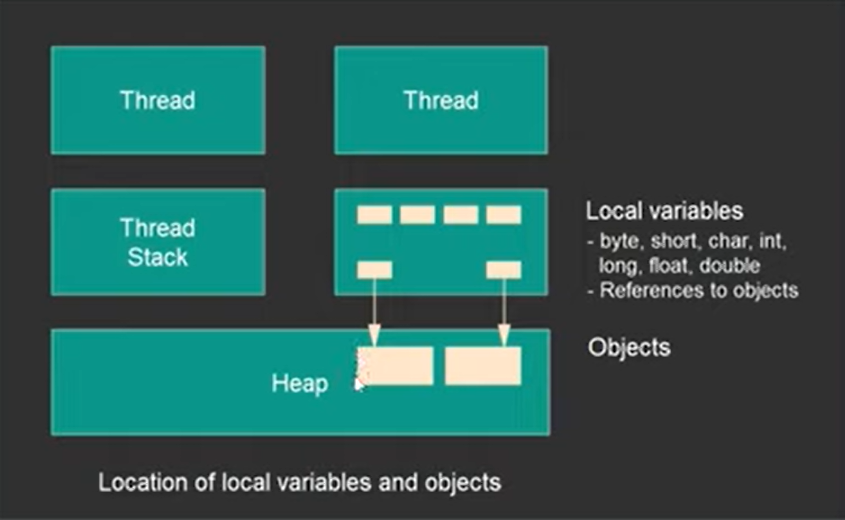 Thread
Thread
Thread
Stack
Local variables
- byte, short, char, int,
long, float, double
- References to objects
Heap
Objects
Location of local variables and objects